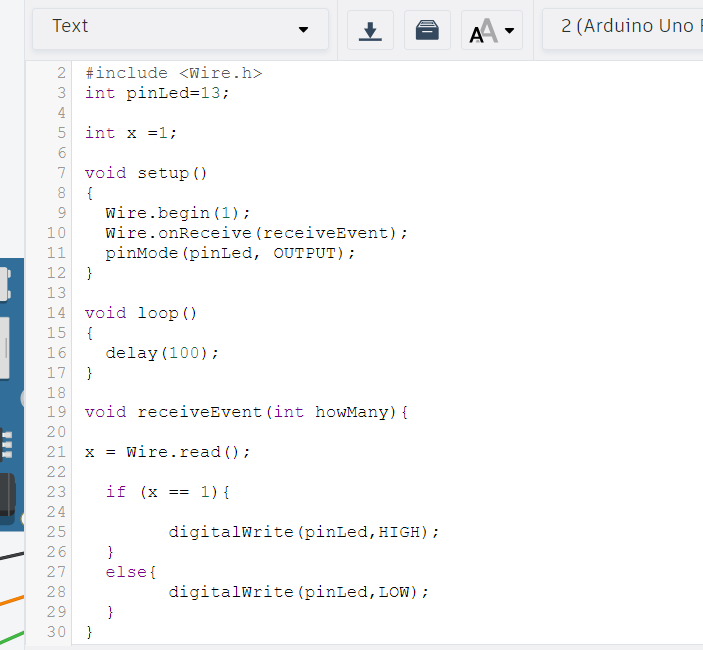 Text
2 (Arduino Uno
2 #include <Wire.h>
3 int pinLed=13;
4
5 int x =1;
6
7 void setup()
8 {
9   Wire.begin(1);
10   Wire.onReceive(receiveEvent);
11   pinMode(pinLed, OUTPUT);
12 }
13
14 void loop()
15 {
16   delay(100);
17 }
18
19 void receiveEvent(int howMany){
20
21 x = Wire.read();
22
23   if (x == 1){
24
25         digitalWrite(pinLed,HIGH);
26   }
27   else{
28         digitalWrite(pinLed,LOW);
29   }
30 }